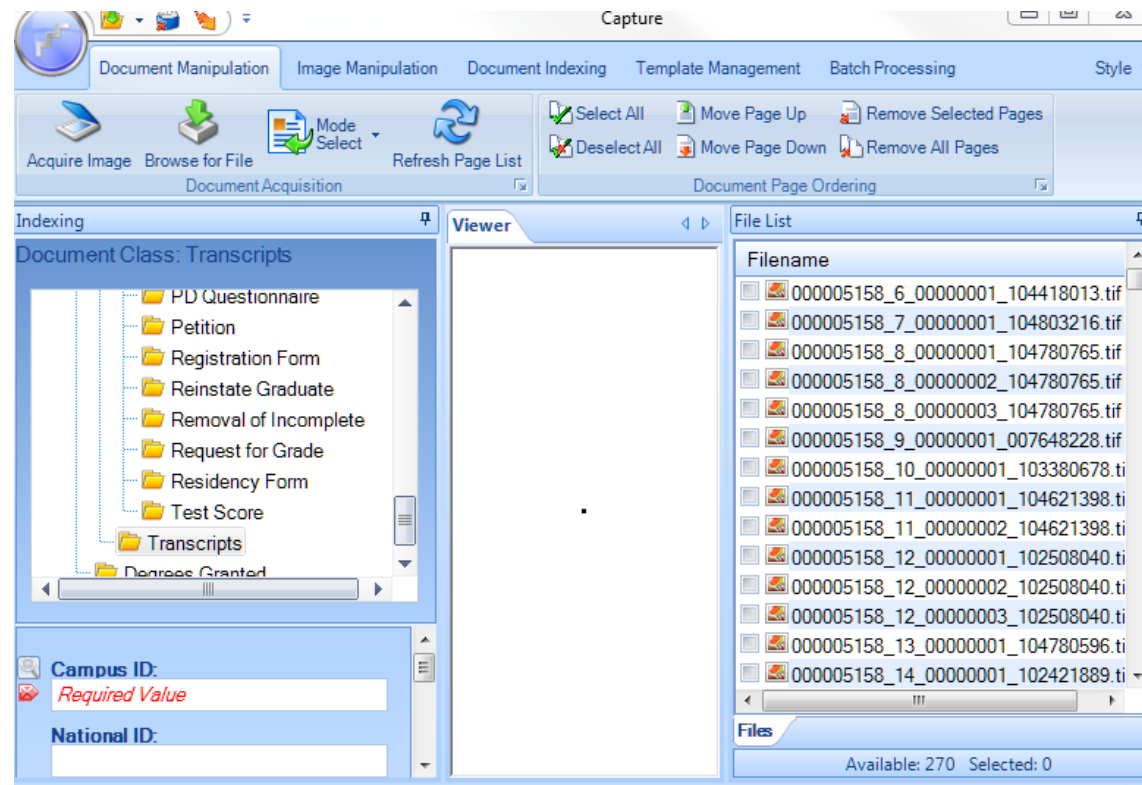 Capture
Document Manipulation Image Manipulation Document Indexing Template Management Batch Processing Style
Acquire Image
Browse for File
Mode
Select
Refresh Page List
Document Acquisition
Select All
Deselect All
Move Page Up
Move Page Down
Remove Selected Pages
Remove All Pages
Document Page Ordering
Indexing
Document Class: Transcripts
PD Questionnaire
Petition
Registration Form
Reinstate Graduate
Removal of Incomplete
Request for Grade
Residency Form
Test Score
Transcripts
Degrees Granted
Campus ID:
Required Value
National ID:
Viewer
File List
Filename
000005158_6_00000001_104418013.tif
000005158_7_00000001_104803216.tif
000005158_8_00000001_104780765.tif
000005158_8_00000002_104780765.tif
000005158_8_00000003_104780765.tif
000005158_9_00000001_007648228.tif
000005158_10_00000001_103380678.ti
000005158_11_00000001_104621398.ti
000005158_11_00000002_104621398.ti
000005158_12_00000001_102508040.ti
000005158_12_00000002_102508040.ti
000005158_12_00000003_102508040.ti
000005158_13_00000001_104780596.ti
000005158_14_00000001_102421889.ti
Files
Available: 270 Selected: 0